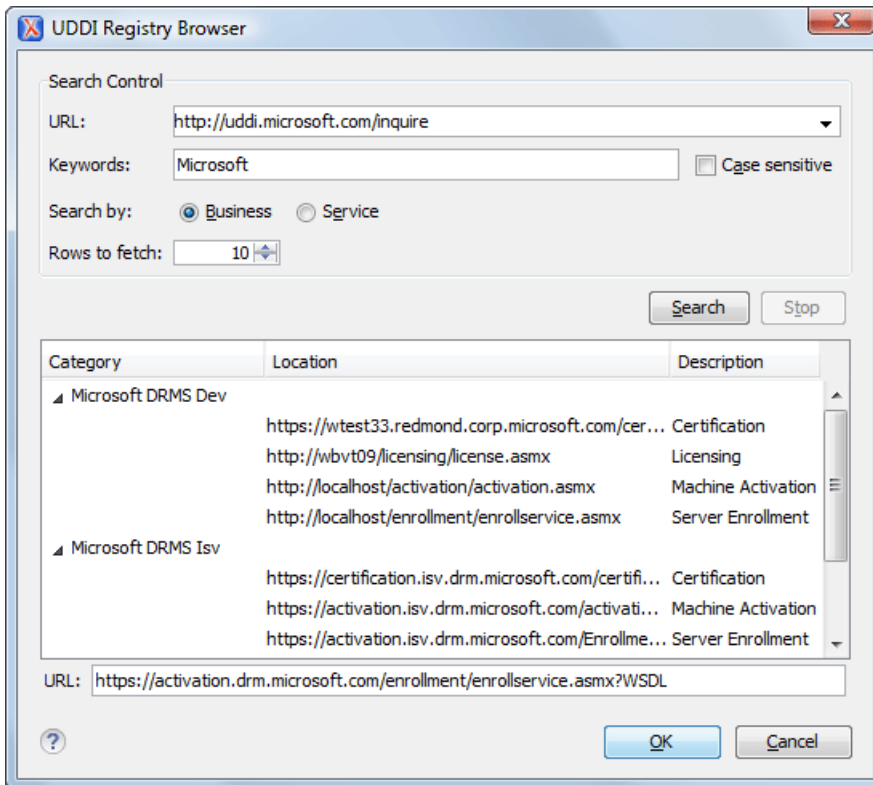 UDDI Registry Browser
Search Control
URL: http://uddi.microsoft.com/inquire
Keywords: Microsoft Case sensitive
Search by: Business Service
Rows to fetch: 10
Search Stop
Category Location Description
Microsoft DRMS Dev
https://wtest33.redmond.corp.microsoft.com/cer... Certification
http://wbvt09/licensing/license.asmx Licensing
http://localhost/activation/activation.asmx Machine Activation
http://localhost/enrollment/enrollservice.asmx Server Enrollment
Microsoft DRMS Isv
https://certification.isv.drm.microsoft.com/certifi... Certification
https://activation.isv.drm.microsoft.com/activati... Machine Activation
https://activation.isv.drm.microsoft.com/Enrollme... Server Enrollment
URL: https://activation.drm.microsoft.com/enrollment/enrollservice.asmx?WSDL
? OK Cancel